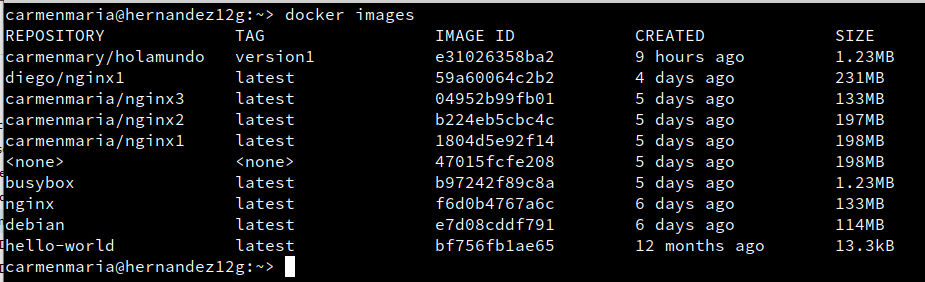 carmenmaria@hernandez12g:~> docker images
REPOSITORY TAG IMAGE ID CREATED SIZE
carmenmary/holamundo version1 e31026358ba2 9 hours ago 1.23MB
diego/nginx1 latest 59a60064c2b2 4 days ago 231MB
carmenmaria/nginx3 latest 04952b99fb01 5 days ago 133MB
carmenmaria/nginx2 latest b224eb5cbc4c 5 days ago 197MB
carmenmaria/nginx1 latest 1804d5e92f14 5 days ago 198MB
<none> <none> 47015fcfe208 5 days ago 198MB
busybox latest b97242f89c8a 5 days ago 1.23MB
nginx latest f6d0b4767a6c 6 days ago 133MB
debian latest e7d08cddf791 6 days ago 114MB
hello-world latest bf756fb1ae65 12 months ago 13.3kB
carmenmaria@hernandez12g:~>